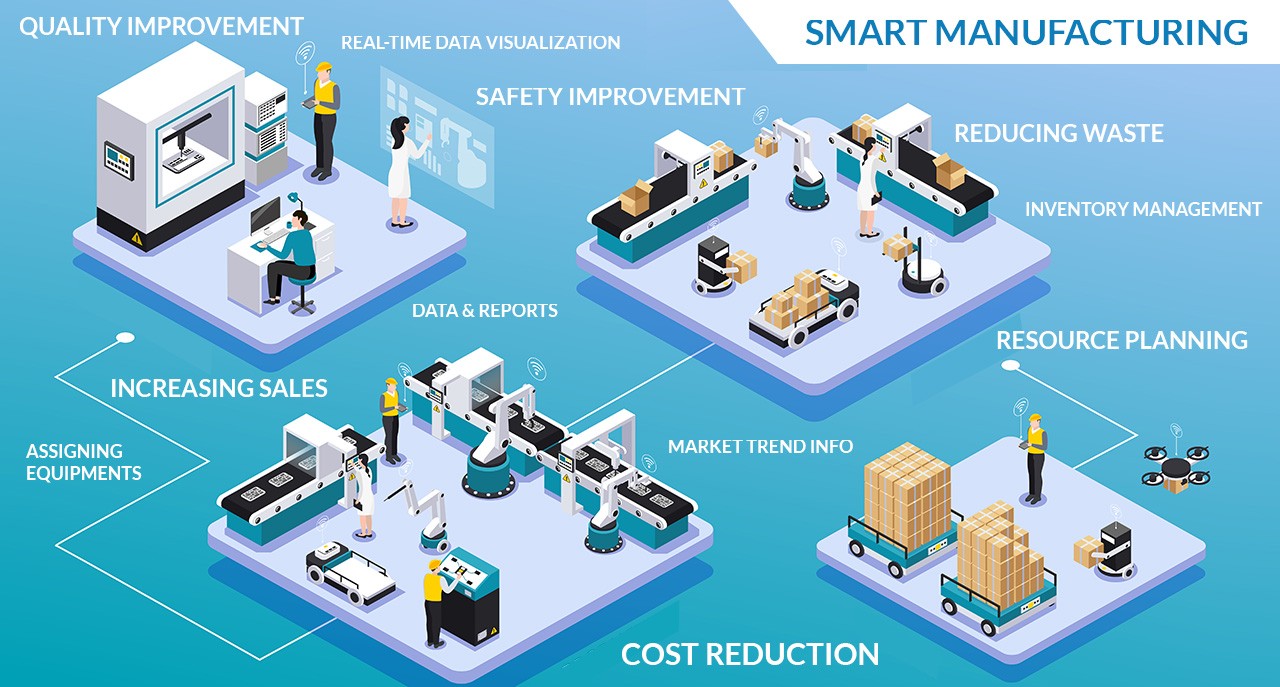 SMART MANUFACTURING
QUALITY IMPROVEMENT
REAL-TIME DATA VISUALIZATION
SAFETY IMPROVEMENT
REDUCING WASTE
INVENTORY MANAGEMENT
DATA & REPORTS
RESOURCE PLANNING
INCREASING SALES
ASSIGNING
EQUIPMENTS
MARKET TREND INFO
COST REDUCTION